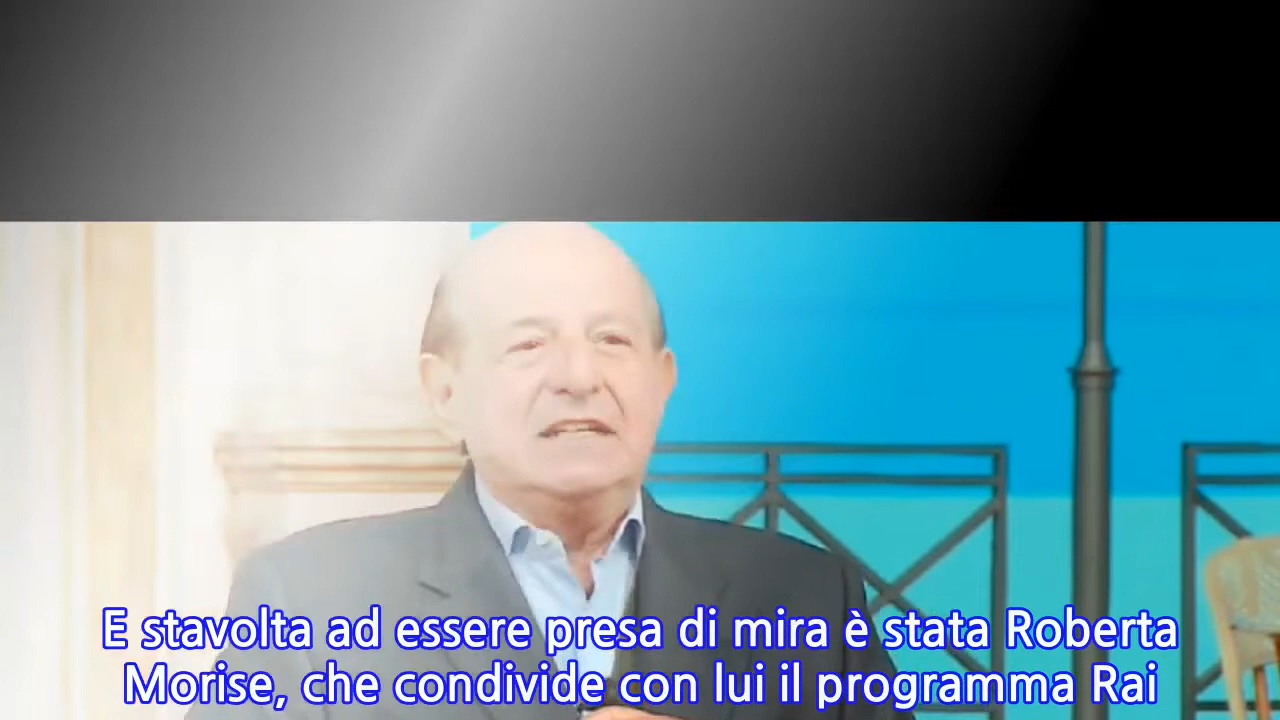 E stavolta ad essere presa di mira è stata Roberta
Morise, che condivide con lui il programma Rai